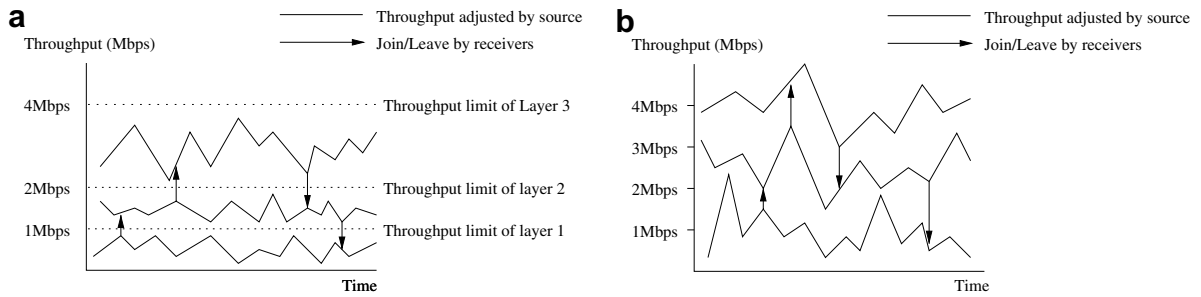 a
Throughput adjusted by source
Throughput (Mbps)
Join/Leave by receivers
4Mbps
Throughput limit of Layer 3
2Mbps
Throughput limit of layer 2
1Mbps
Throughput limit of layer 1
Time
b
Throughput adjusted by source
Throughput (Mbps)
Join/Leave by receivers
4Mbps
3Mbps
2Mbps
1Mbps
Time